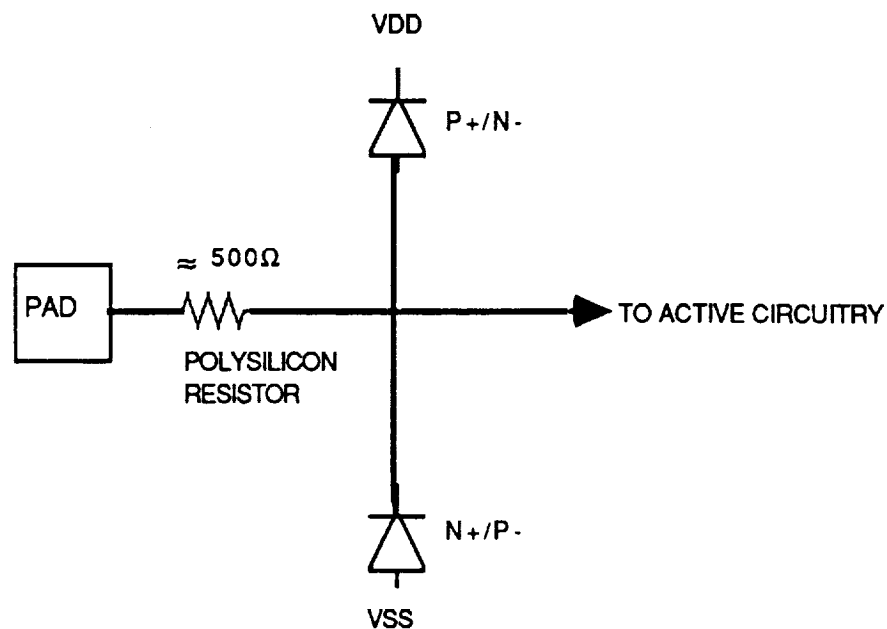 VDD
P+/N-
≈ 500Ω
PAD
TO ACTIVE CIRCUITRY
POLYSILICON
RESISTOR
N+/P-
VSS